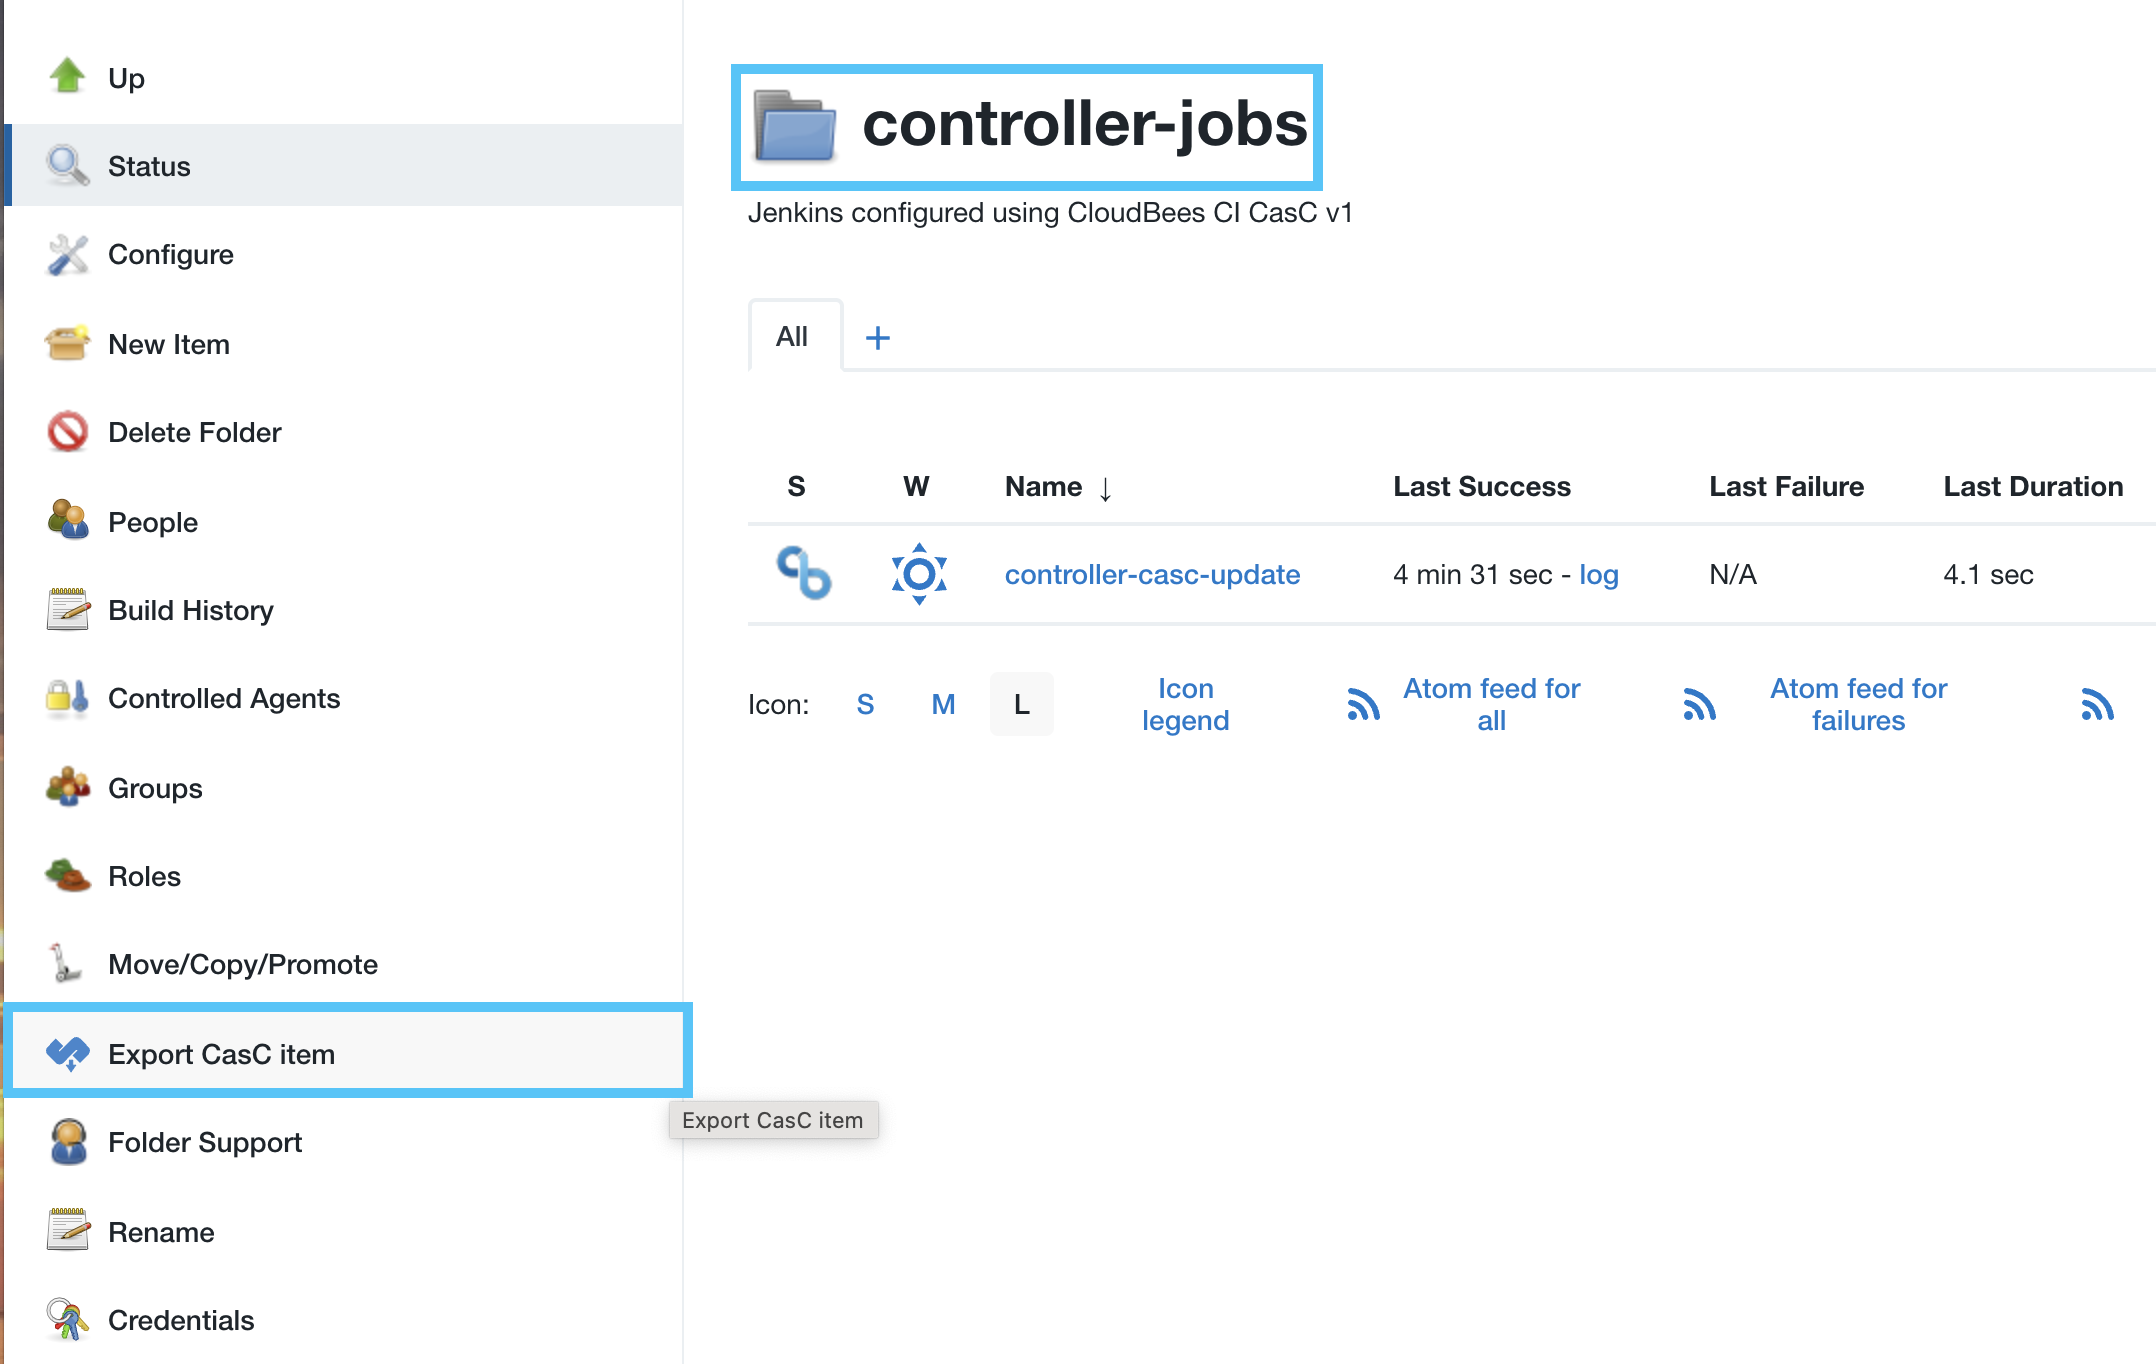 Up
Status
Configure
New Item
Delete Folder
People
Build History
Controlled Agents
Groups
Roles
Move/Copy/Promote
Export CasC item
Export CasC item
Folder Support
Rename
Credentials
controller-jobs
Jenkins configured using CloudBees CI CasC v1
All +
S W Name ↓ Last Success Last Failure Last Duration
controller-casc-update 4 min 31 sec - log N/A 4.1 sec
Icon: S M L
Icon
legend
Atom feed for
all
Atom feed for
failures